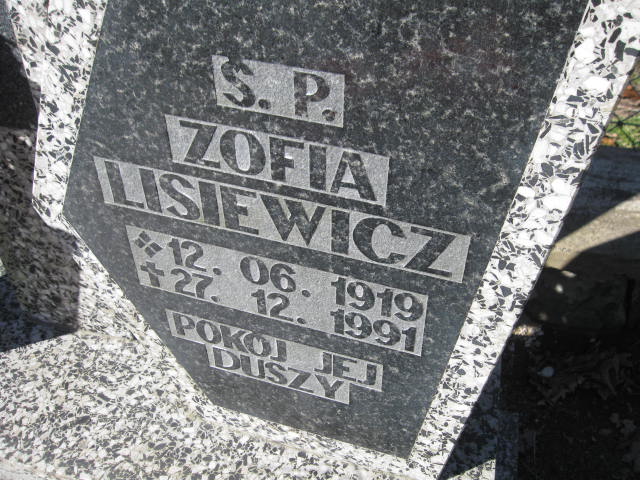 Ś. P.
ZOFIA
LISIEWICZ
❖ 12. 06. 1919
✝ 27. 12. 1991
POKÓJ JEJ
DUSZY